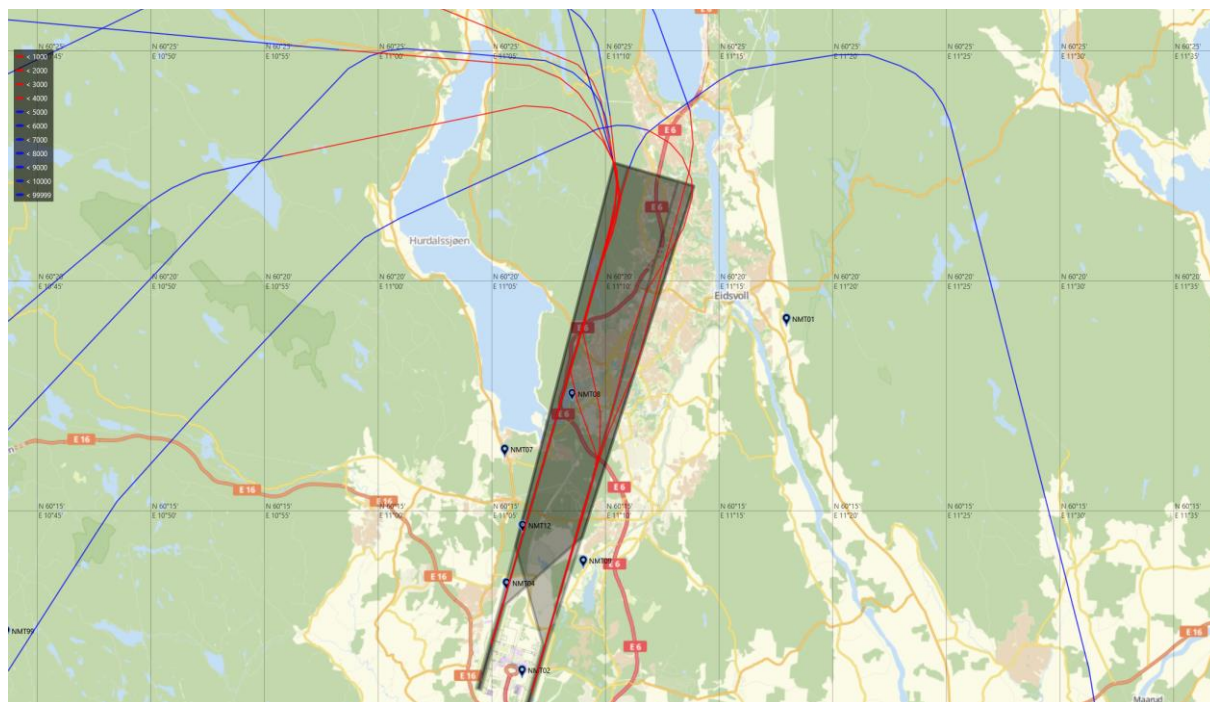 N 60°25' N 60°25' N 60°25' N 60°25' N 60°25' N 60°25' N 60°25' N 60°25' N 60°25' N 60°25' N 60°25'
E 10°45' E 10°50' E 10°55' E 11°00' E 11°05' E 11°10' E 11°15' E 11°20' E 11°25' E 11°30' E 11°35'
< 1000
< 2000
< 3000
< 4000
< 5000
< 6000
< 7000
< 8000
< 9000
< 10000
< 99999
E 6
E 6
Hurdalssjøen
N 60°20' N 60°20' N 60°20' N 60°20' N 60°20' N 60°20' N 60°20' N 60°20' N 60°20' N 60°20' N 60°20'
E 10°45' E 10°50' E 10°55' E 11°00' E 11°05' E 11°10' E 11°15' E 11°20' E 11°25' E 11°30' E 11°35'
Eidsvoll
NMT01
E 6
NMT08
E 6
E 16
NMT07
E 16
E 6
E 16
N 60°15' N 60°15' N 60°15' N 60°15' N 60°15' N 60°15' N 60°15' N 60°15' N 60°15' N 60°15' N 60°15'
E 10°45' E 10°50' E 10°55' E 11°00' E 11°05' E 11°10' E 11°15' E 11°20' E 11°25' E 11°30' E 11°35'
NMT12
NMT09
E 6
E 16
NMT04
NMT99
E 16
E 6
NMT02
E 16
Maarud